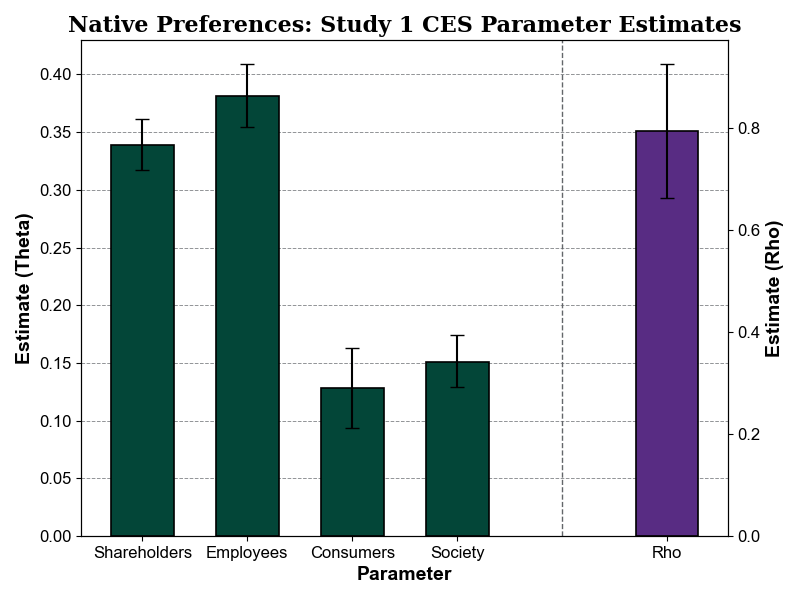 Native Preferences: Study 1 CES Parameter Estimates
Estimate (Theta)
0.40
0.35
0.30
0.25
0.20
0.15
0.10
0.05
0.00
0.8
0.6
0.4
0.2
0.0
Estimate (Rho)
Shareholders Employees Consumers Society Rho
Parameter